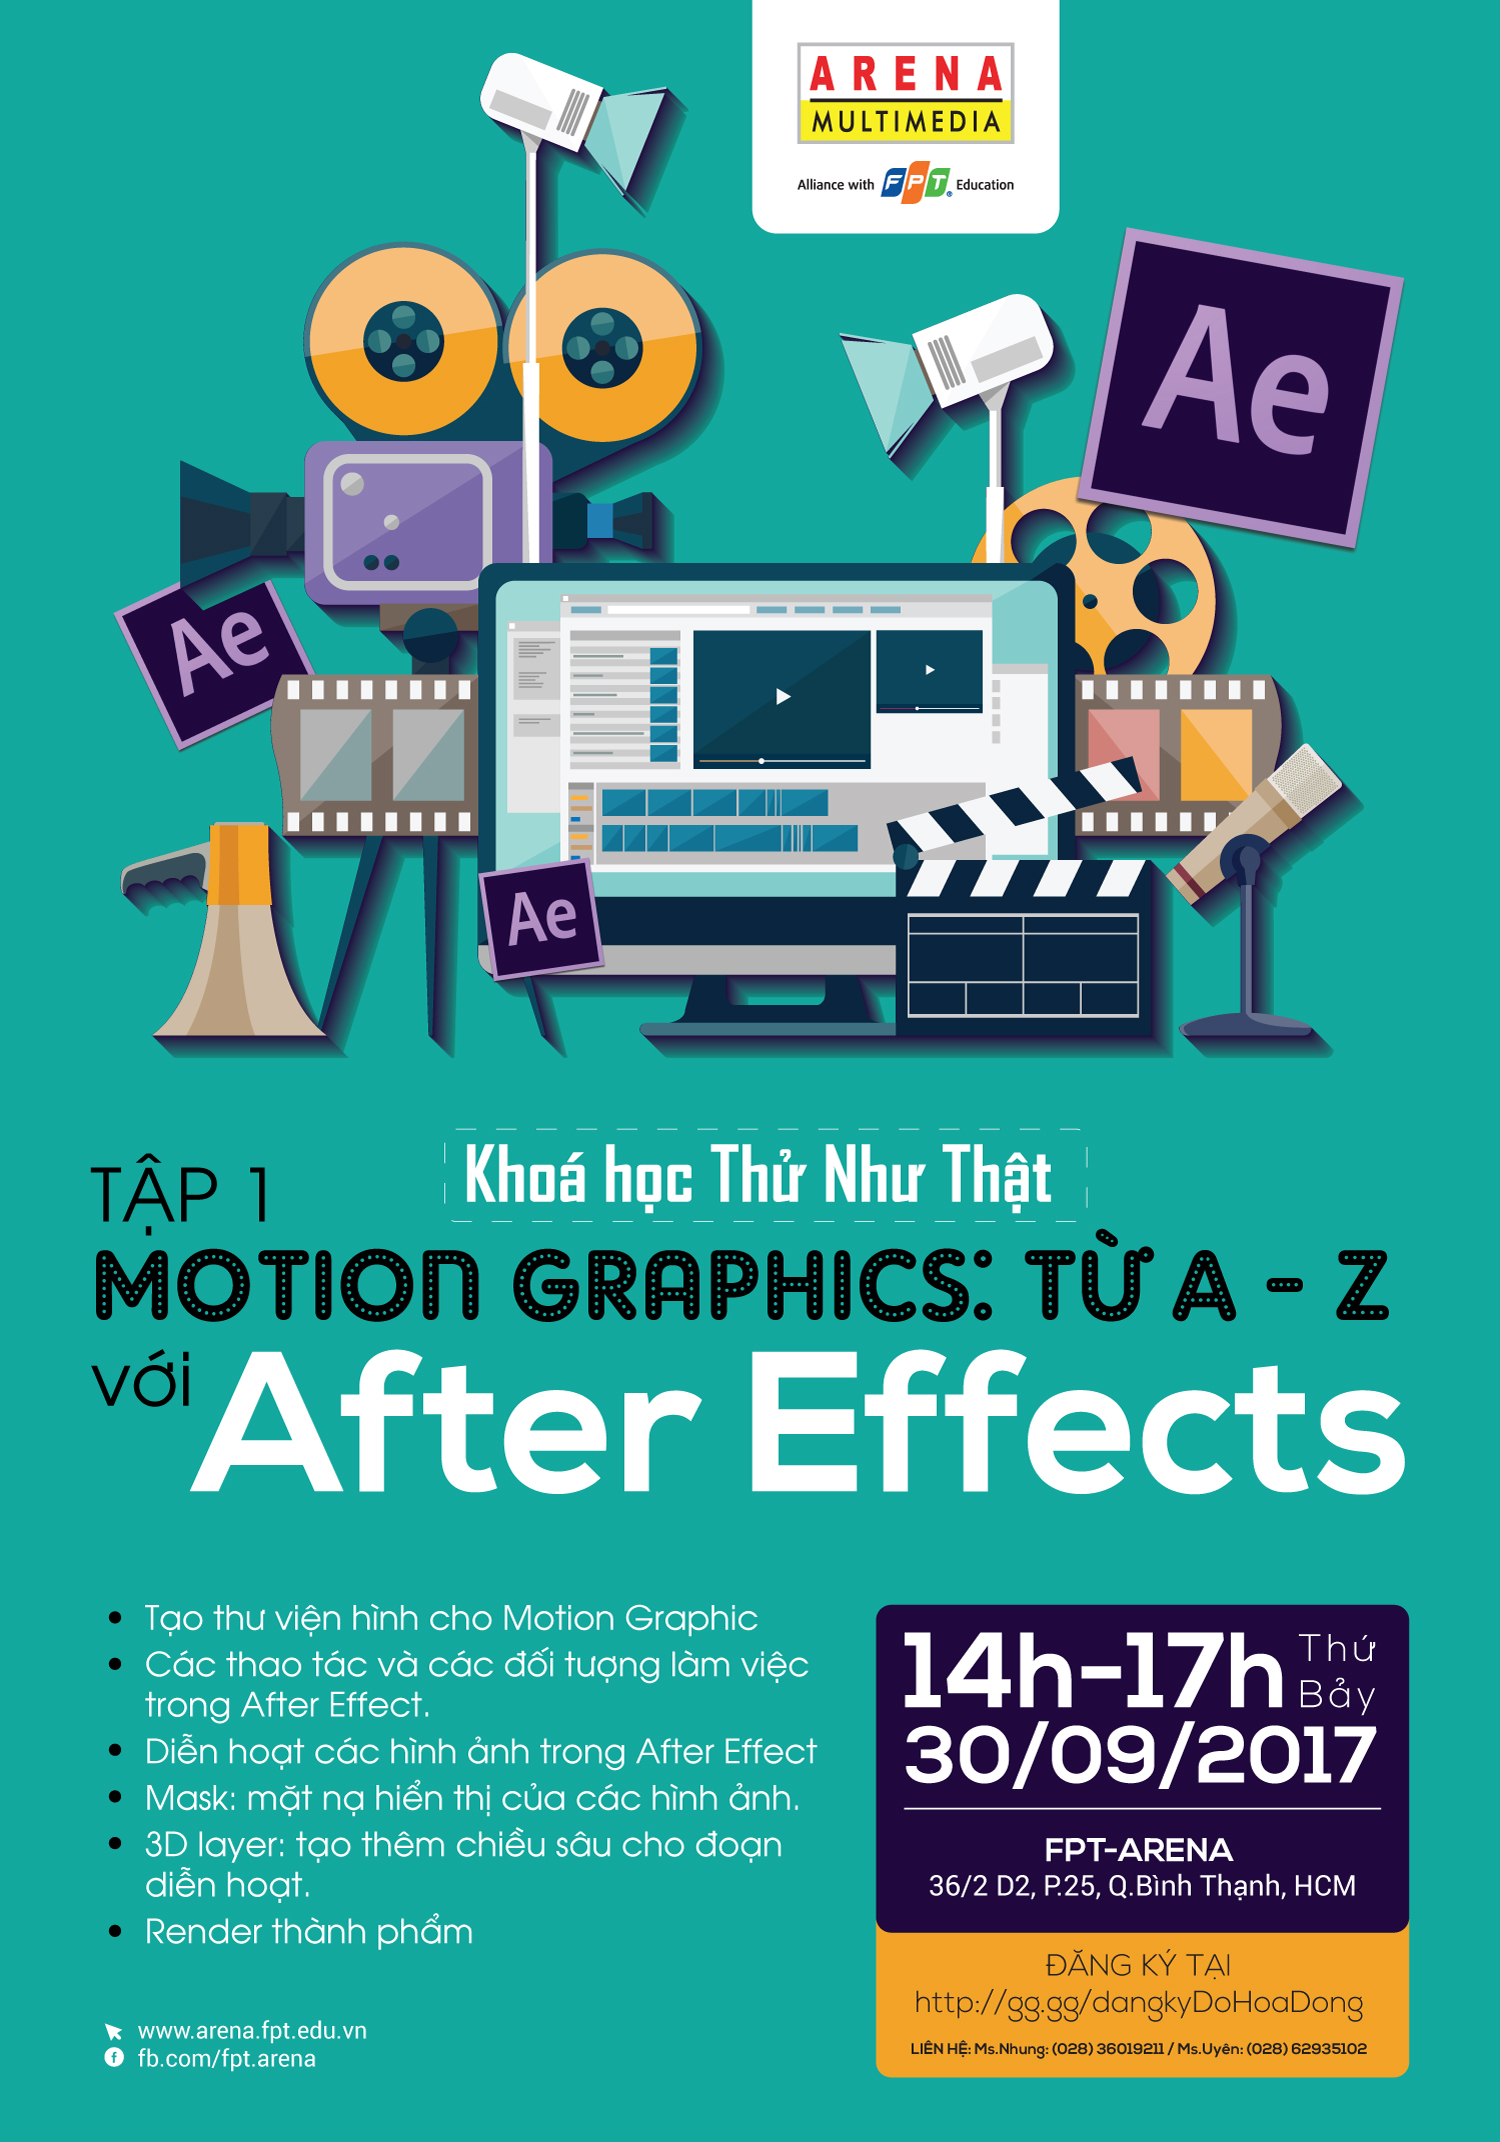 ARENA
MULTIMEDIA
Alliance with FPT Education
Ae
Ae
Ae
Khoá học Thử Như Thật
TẬP 1
MOTION GRAPHICS: TỪ A - Z
với After Effects
• Tạo thư viện hình cho Motion Graphic
• Các thao tác và các đối tượng làm việc
trong After Effect.
• Diễn hoạt các hình ảnh trong After Effect
• Mask: mặt nạ hiển thị của các hình ảnh.
• 3D layer: tạo thêm chiều sâu cho đoạn
diễn hoạt.
• Render thành phẩm
www.arena.fpt.edu.vn
fb.com/fpt.arena
14h-17h Thứ Bảy
30/09/2017
FPT-ARENA
36/2 D2, P.25, Q.Bình Thạnh, HCM
ĐĂNG KÝ TẠI
http://gg.gg/dangkyDoHoaDong
LIÊN HỆ: Ms.Nhung: (028) 36019211 / Ms.Uyên: (028) 62935102